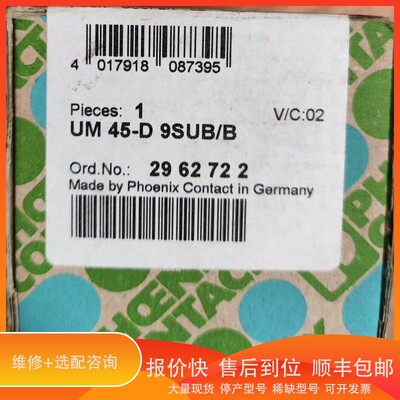 4 017918 087395
Pieces: 1
V/C:02
UM 45-D 9SUB/B
Ord.No.: 29 62 72 2
Made by Phoenix Contact in Germany
PHŒNIX
CONTACT
维修+选配咨询
报价快 售后到位 顺丰包邮
大量现货 停产型号 稀缺型号 可开发票